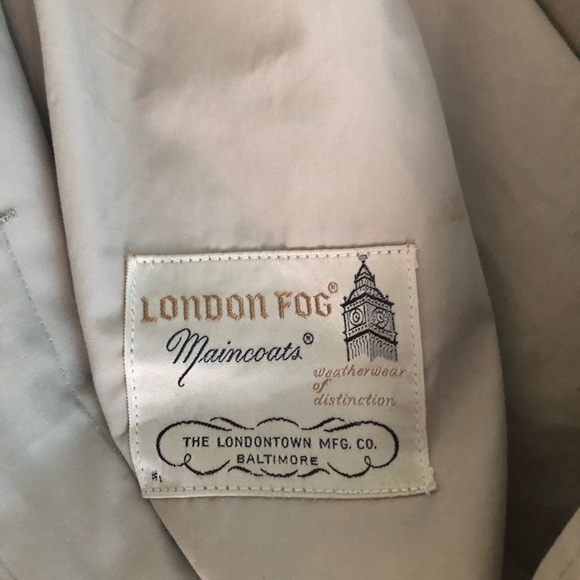 LONDON FOG®
Maincoats®
weatherwear
of
distinction
THE LONDONTOWN MFG. CO.
BALTIMORE
#1